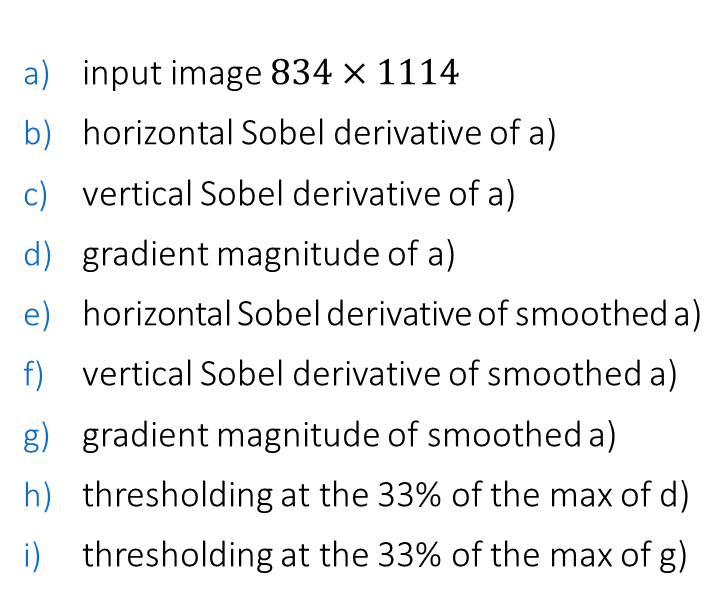 a) input image 834 × 1114
b) horizontal Sobel derivative of a)
c) vertical Sobel derivative of a)
d) gradient magnitude of a)
e) horizontal Sobel derivative of smoothed a)
f) vertical Sobel derivative of smoothed a)
g) gradient magnitude of smoothed a)
h) thresholding at the 33% of the max of d)
i) thresholding at the 33% of the max of g)